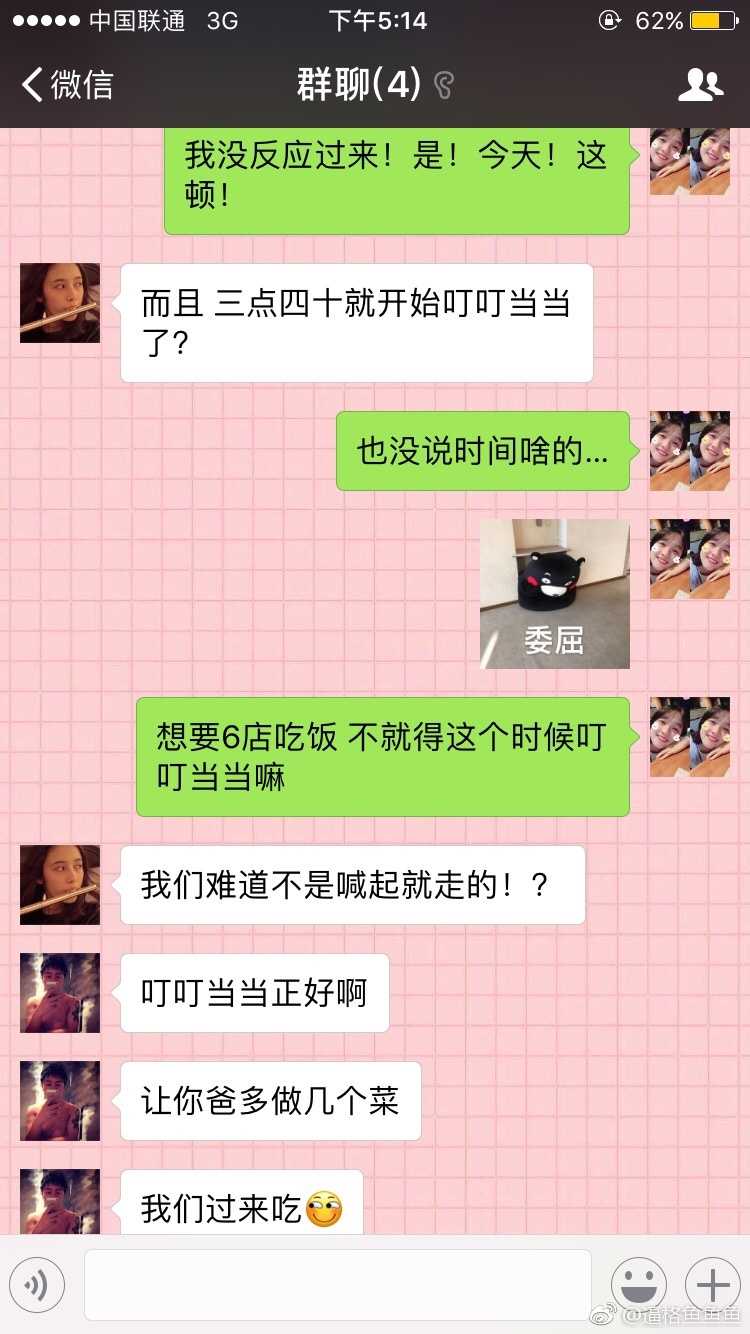 中国联通 3G 下午5:14 62%
微信 群聊(4)
我没反应过来！是！今天！这
顿！
而且 三点四十就开始叮叮当当
了？
也没说时间啥的...
委屈
想要6店吃饭 不就得这个时候叮
叮当当嘛
我们难道不是喊起就走的！？
叮叮当当正好啊
让你爸多做几个菜
我们过来吃
@道格鱼鱼鱼